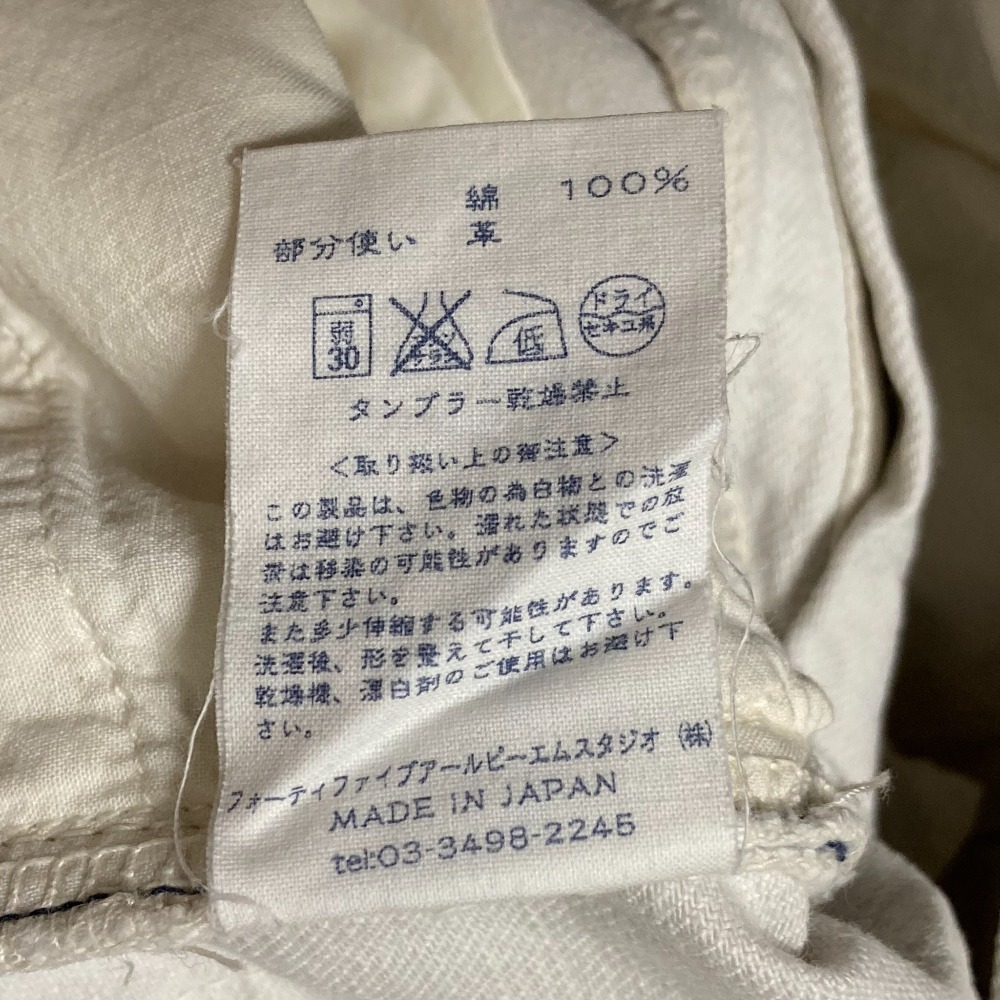 綿 100%
部分使い 革
弱 30 低 ドライ セキユ系
タンブラー乾燥禁止
<取り扱い上の御注意>
この製品は、色物の為白物との洗濯
はお避け下さい。濡れた状態での放
滞は移染の可能性がありますのでご
注意下さい。
また多少伸縮する可能性があります。
洗濯後、形を整えて干して下さい。
乾燥機、漂白剤のご使用はお避け下
さい。
フォーティファイブアールピーエムスタジオ(株)
MADE IN JAPAN
tel:03-3498-2245